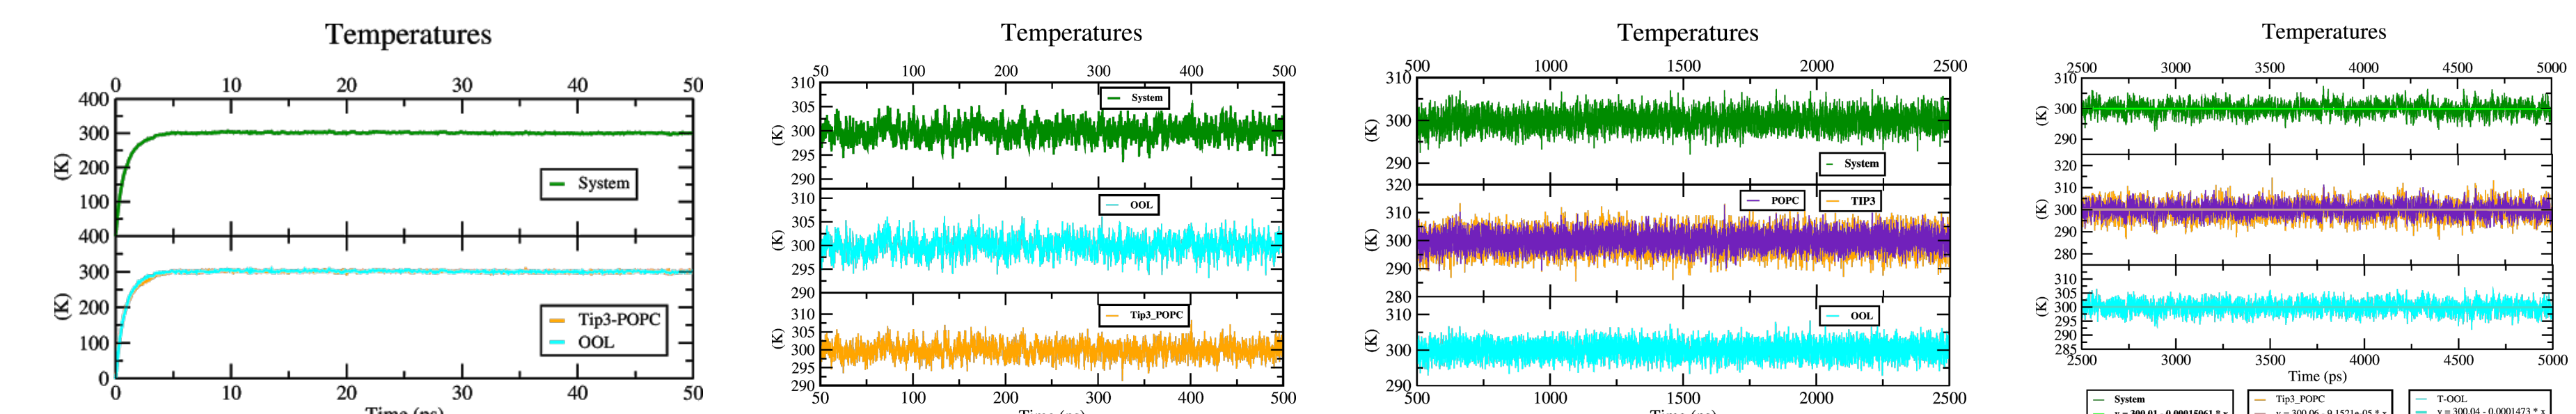 Temperatures
0 10 20 30 40 50
400
300
200
100
(K)
System
400
300
200
100
0
(K)
Tip3-POPC
OOL
0 10 20 30 40 50
Time (ps)
Temperatures
50 100 200 300 400 500
310
305
300
295
290
(K)
System
310
305
300
295
290
(K)
OOL
310
305
300
295
290
(K)
Tip3_POPC
50 100 200 300 400 500
Temperatures
500 1000 1500 2000 2500
310
300
290
(K)
System
320
310
300
290
280
(K)
POPC TIP3
310
300
290
(K)
OOL
500 1000 1500 2000 2500
Temperatures
2500 3000 3500 4000 4500 5000
310
300
290
(K)
320
310
300
290
280
(K)
310
305
300
295
290
285
(K)
2500 3000 3500 4000 4500 5000
Time (ps)
System Tip3_POPC T-OOL